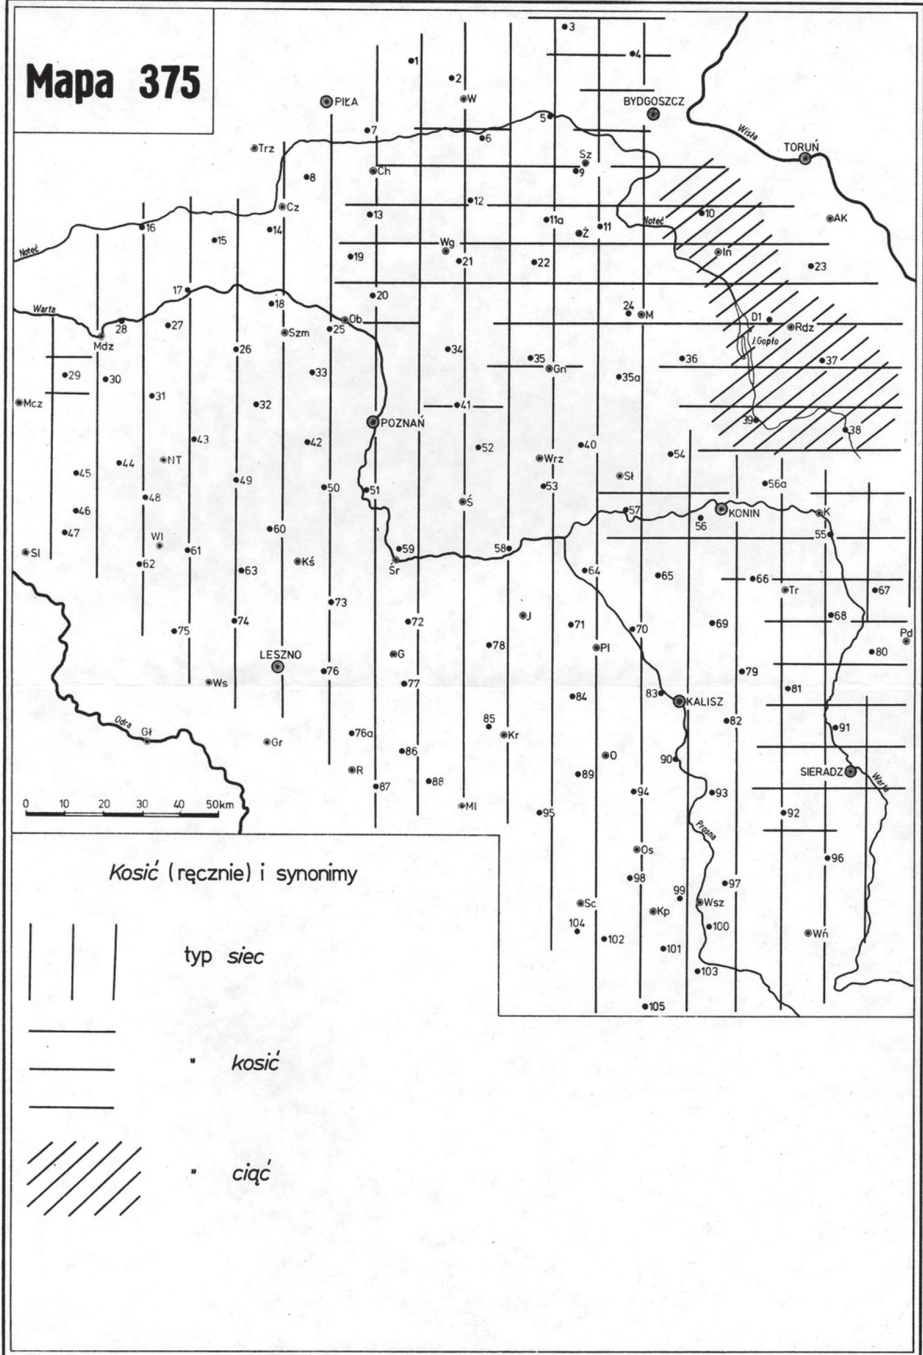 Mapa 375
3
4
1
2
W
BYDGOSZCZ
PIŁA
Wisła
5
7
6
TORUŃ
Trz
Sz
9
8
Ch
12
Cz
13
11a
10
AK
16
15
14
Ż
11
Noteć
Wg
In
Noteć
19
21
22
23
17
20
18
24
M
D1
Warta
28
27
Ob
Szm
25
Rdz
Mdz
J.Gopło
26
34
35
36
37
29
30
33
Gn
35a
Mcz
31
32
41
39
POZNAŃ
38
43
42
52
40
44
NT
Wrz
54
45
49
50
51
53
Sł
56a
48
Ś
46
57
KONIN
K
56
47
60
55
Sl
Wl
61
59
58
62
63
Kś
Śr
64
65
66
Tr
67
73
74
72
J
71
70
69
68
75
Pd
LESZNO
G
78
Pl
80
76
79
Ws
77
84
83
KALISZ
81
82
Odra
85
91
Gł
Gr
76a
Kr
86
O
90
R
88
89
SIERADZ
Warta
87
94
93
0 10 20 30 40 50km
Ml
95
92
Prosna
Os
96
98
97
Kosić (ręcznie) i synonimy
99
Sc
Kp
Wsz
104
100
Wń
102
101
typ siec
103
105
" kosić
" ciąć